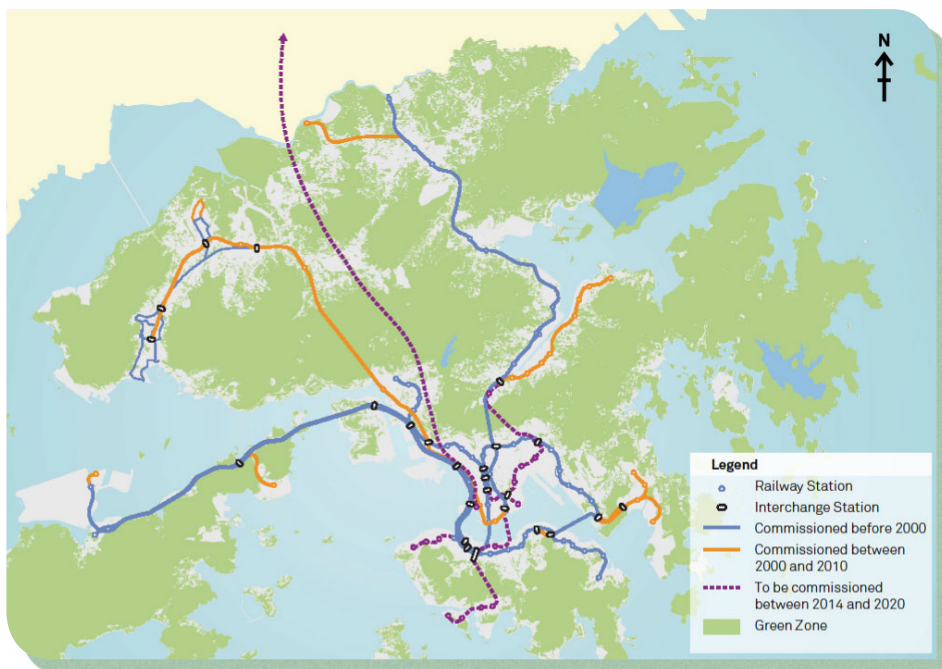 N
Legend
Railway Station
Interchange Station
Commissioned before 2000
Commissioned between
2000 and 2010
To be commissioned
between 2014 and 2020
Green Zone